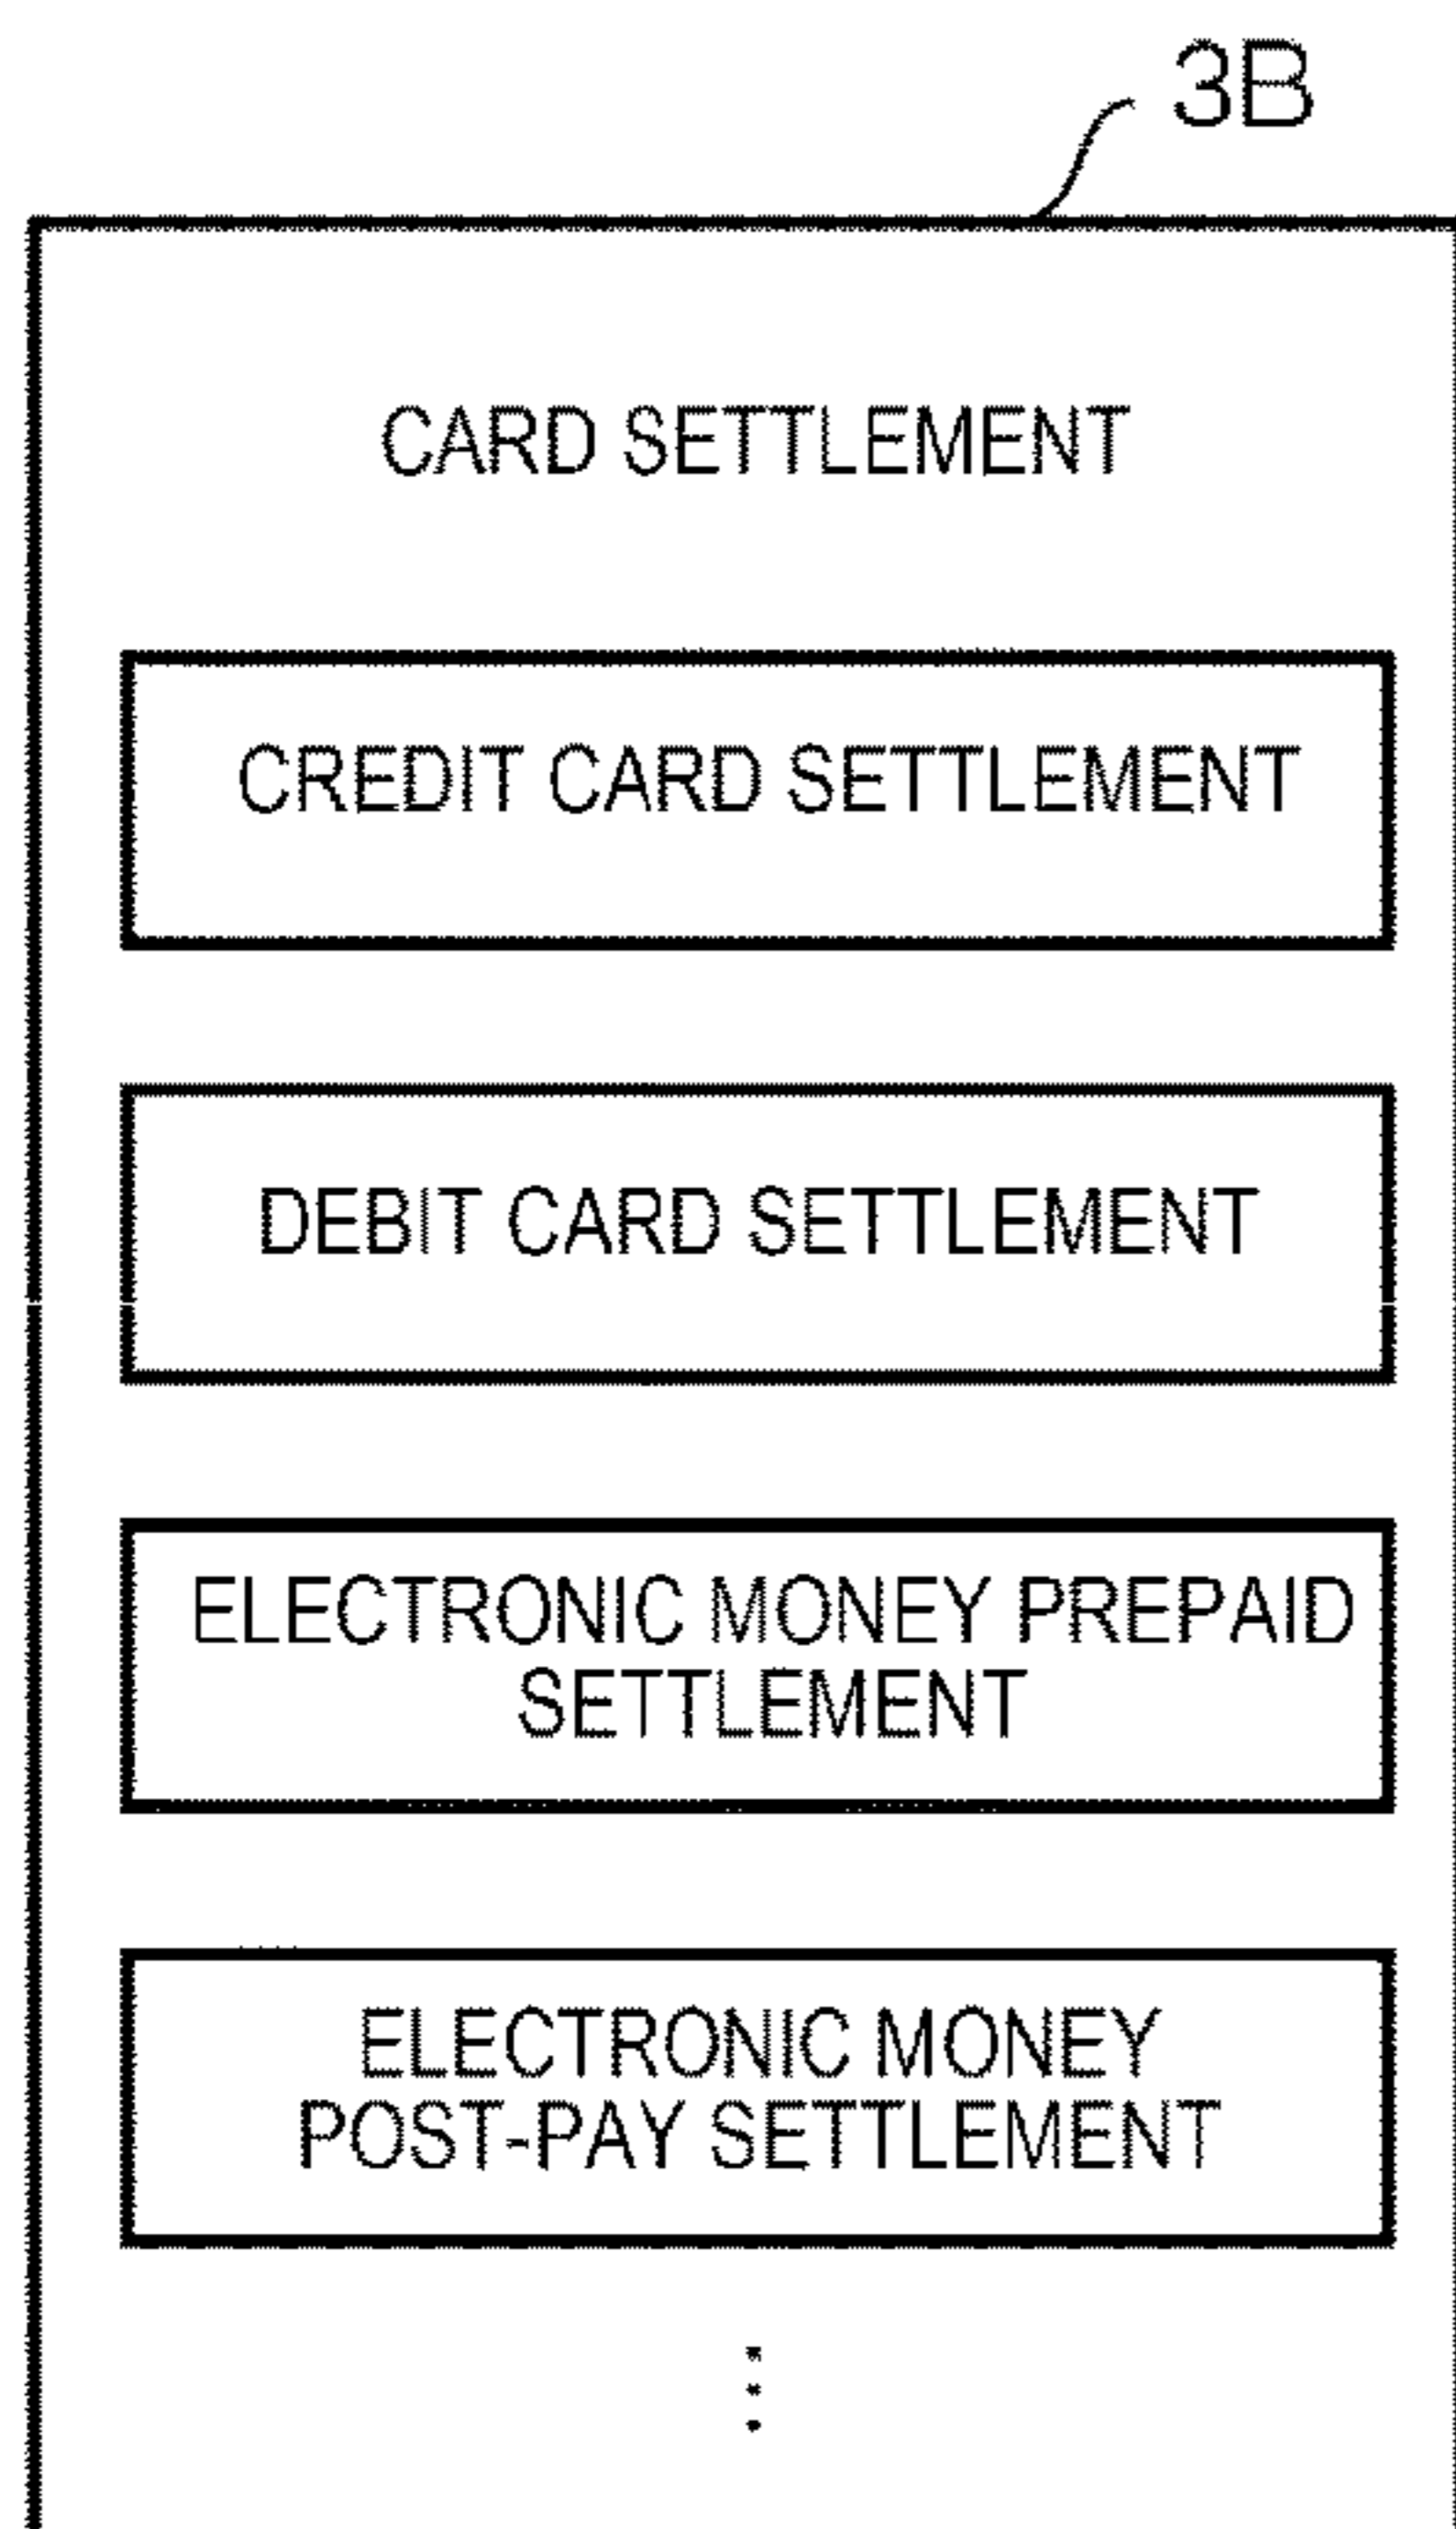 3B
CARD SETTLEMENT
CREDIT CARD SETTLEMENT
DEBIT CARD SETTLEMENT
ELECTRONIC MONEY PREPAID
SETTLEMENT
ELECTRONIC MONEY
POST-PAY SETTLEMENT